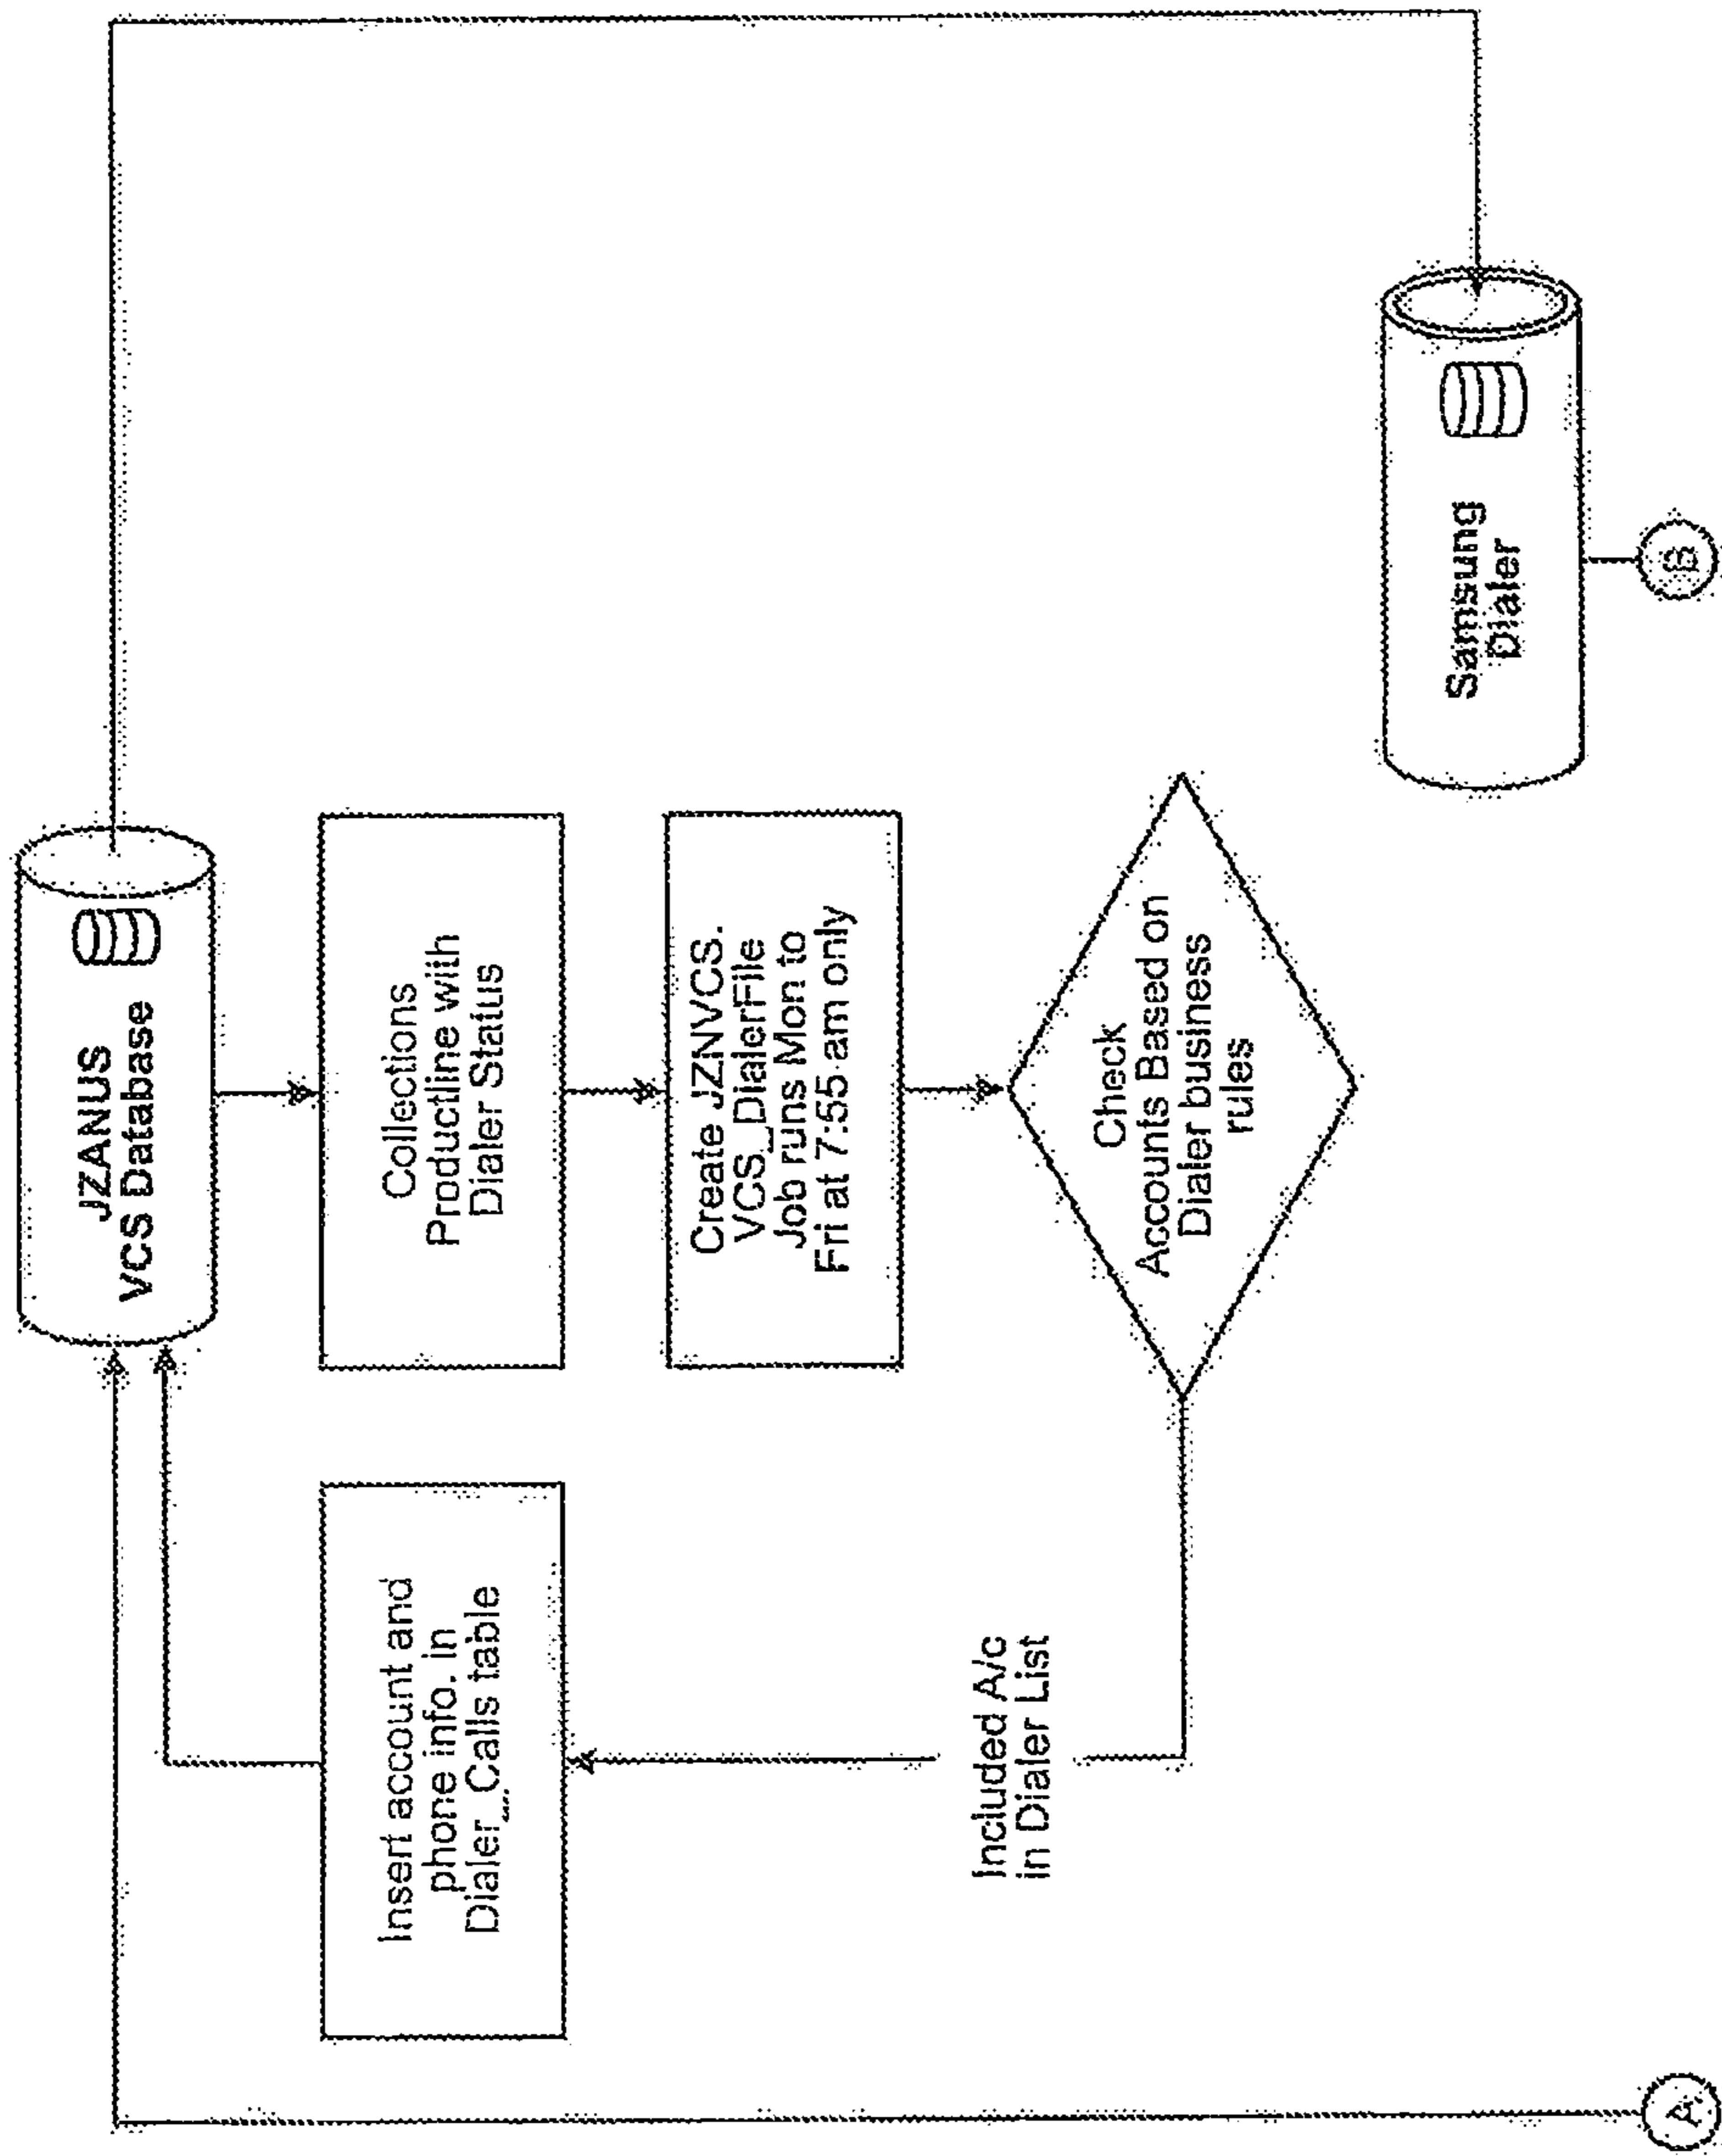 JZANUS
VCS Database
Collections
Productline with
Dialer Status
Create JZNVCS.
VCS_DialerFile
Job runs Mon to
Fri at 7:55 am only
Check
Accounts Based on
Dialer business
rules
Included A/c
in Dialer List
Insert account and
phone info. in
Dialer_Calls table
Samsung
Dialer
A
B